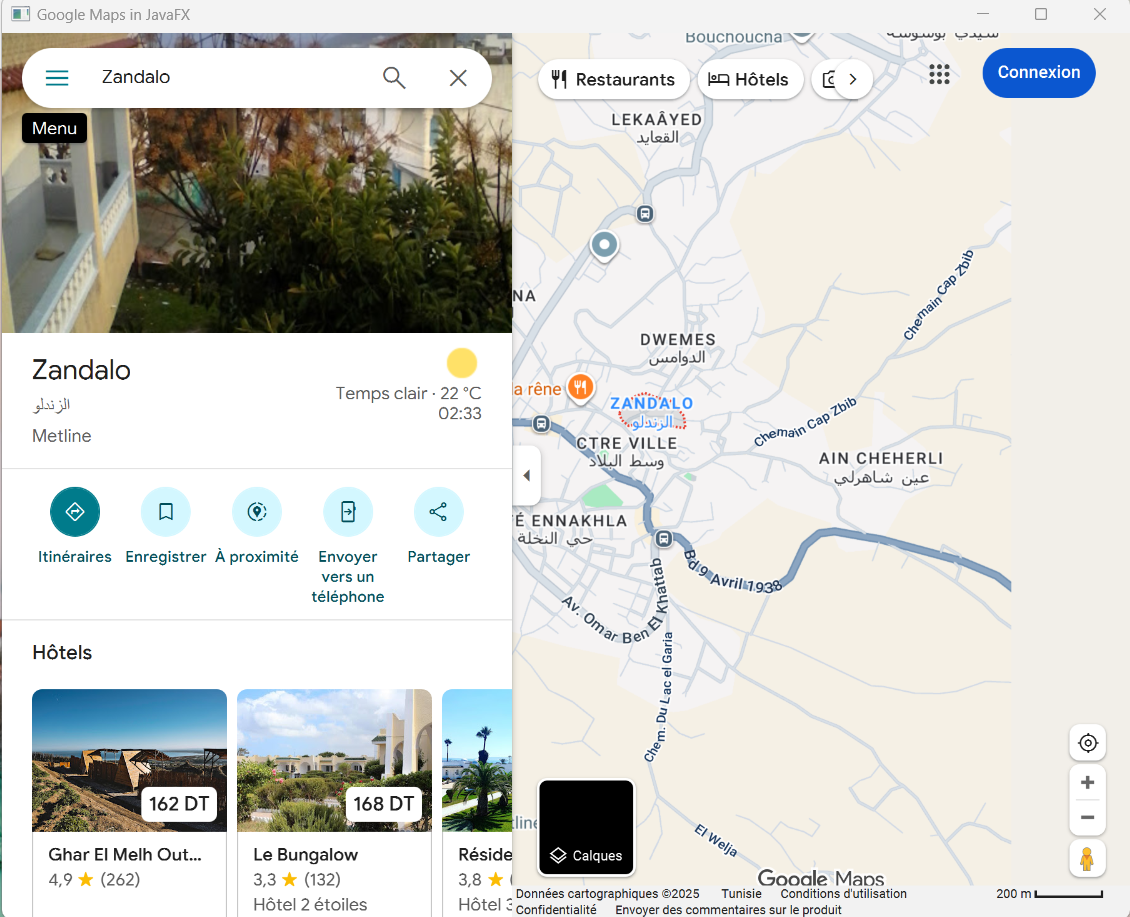 Google Maps in JavaFX
Zandalo
Menu
Zandalo
الزندلو
Metline
Temps clair · 22 °C
02:33
Itinéraires
Enregistrer
À proximité
Envoyer
vers un
téléphone
Partager
Hôtels
162 DT
Ghar El Melh Out...
4,9 (262)
168 DT
Le Bungalow
3,3 (132)
Hôtel 2 étoiles
Réside
3,8
Hôtel 3
Restaurants
Hôtels
Connexion
Bouchoucha
سيدي بوشوشة
LEKAÂYED
القعايد
NA
DWEMES
الدوامس
la rêne
ZANDALO
الزندلو
CTRE VILLE
وسط البلاد
AIN CHEHERLI
عين شاهرلي
TÉ ENNAKHLA
حي النخلة
Chemain Cap Zbib
Chemain Cap Zbib
Bd 9 Avril 1938
Av. Omar Ben El Khattab
Chem. Du Lac el Garia
El Welja
tline
Calques
Google Maps
Données cartographiques ©2025 Tunisie Conditions d'utilisation 200 m
Confidentialité Envoyer des commentaires sur le produit